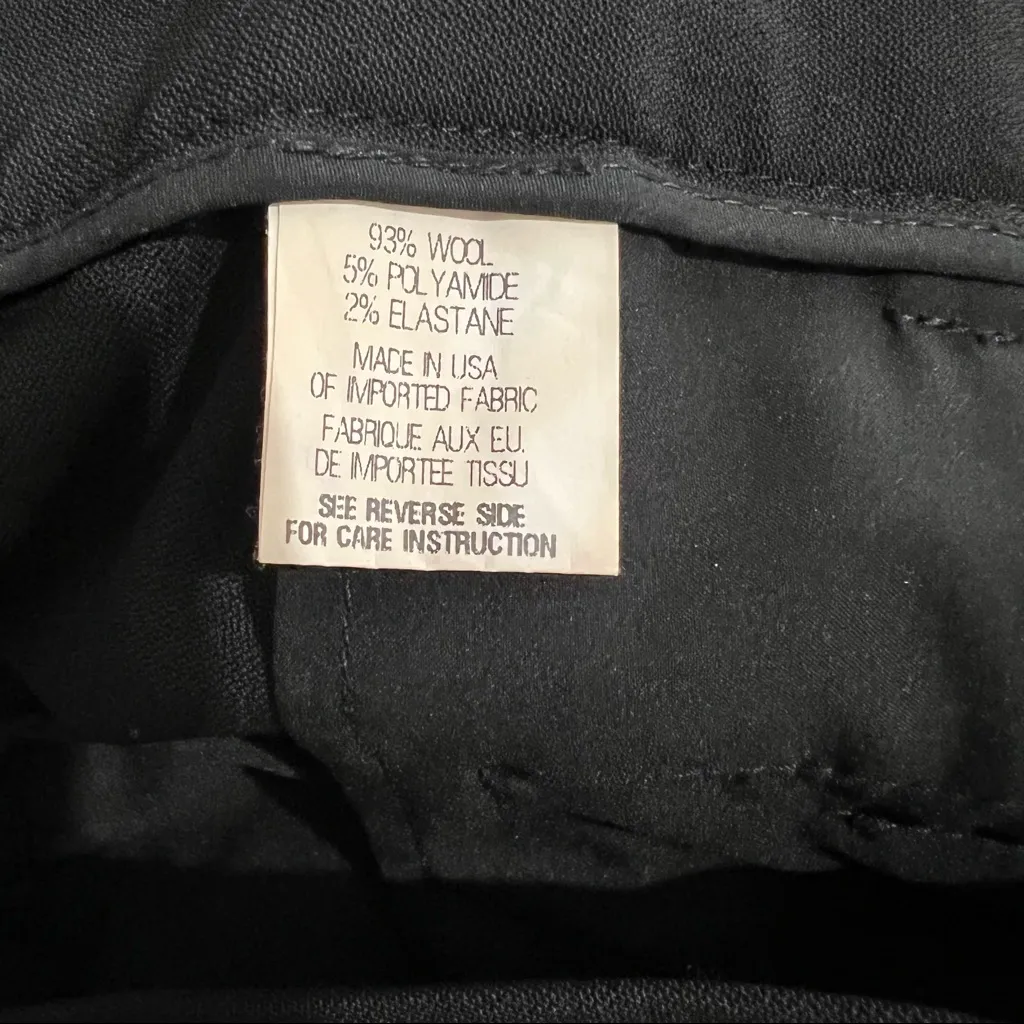 93% WOOL
5% POLYAMIDE
2% ELASTANE
MADE IN USA
OF IMPORTED FABRIC
FABRIQUE AUX EU.
DE IMPORTEE TISSU
SEE REVERSE SIDE
FOR CARE INSTRUCTION